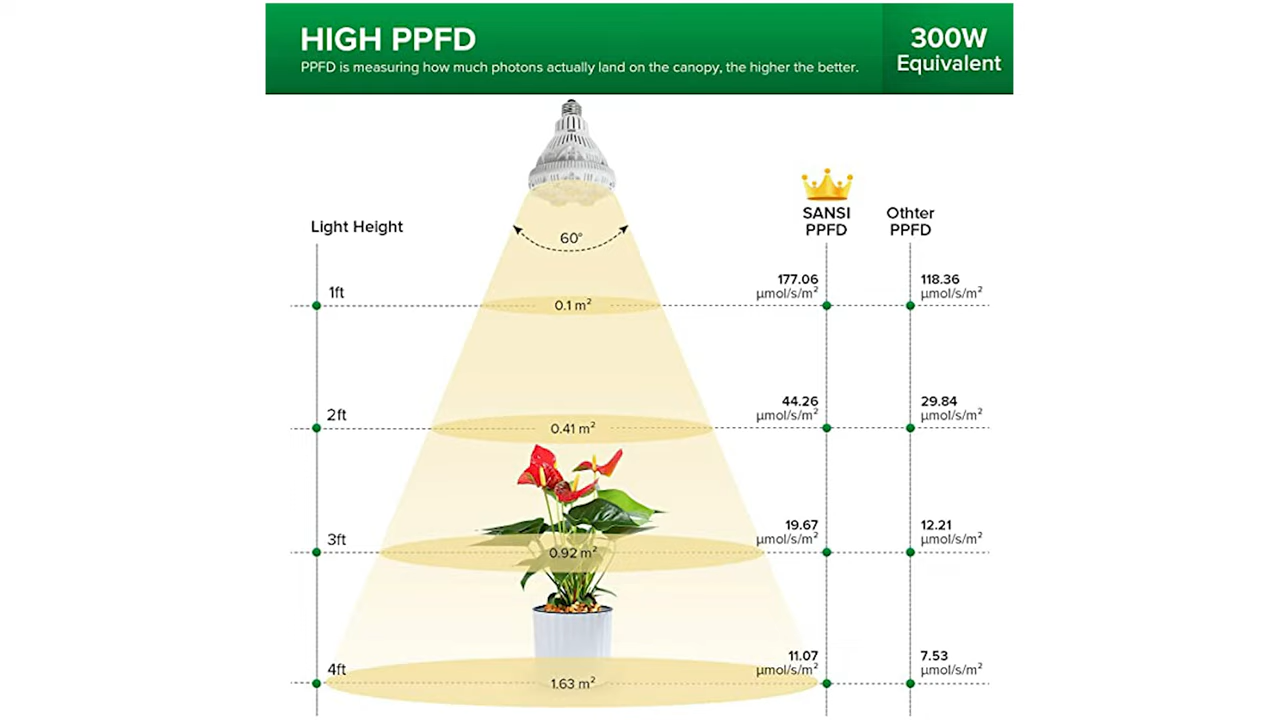 HIGH PPFD
PPFD is measuring how much photons actually land on the canopy, the higher the better.
300W
Equivalent
Light Height
60°
SANSI
PPFD
Othter
PPFD
1ft
0.1 m²
177.06
µmol/s/m²
118.36
µmol/s/m²
2ft
0.41 m²
44.26
µmol/s/m²
29.84
µmol/s/m²
3ft
0.92 m²
19.67
µmol/s/m²
12.21
µmol/s/m²
4ft
1.63 m²
11.07
µmol/s/m²
7.53
µmol/s/m²